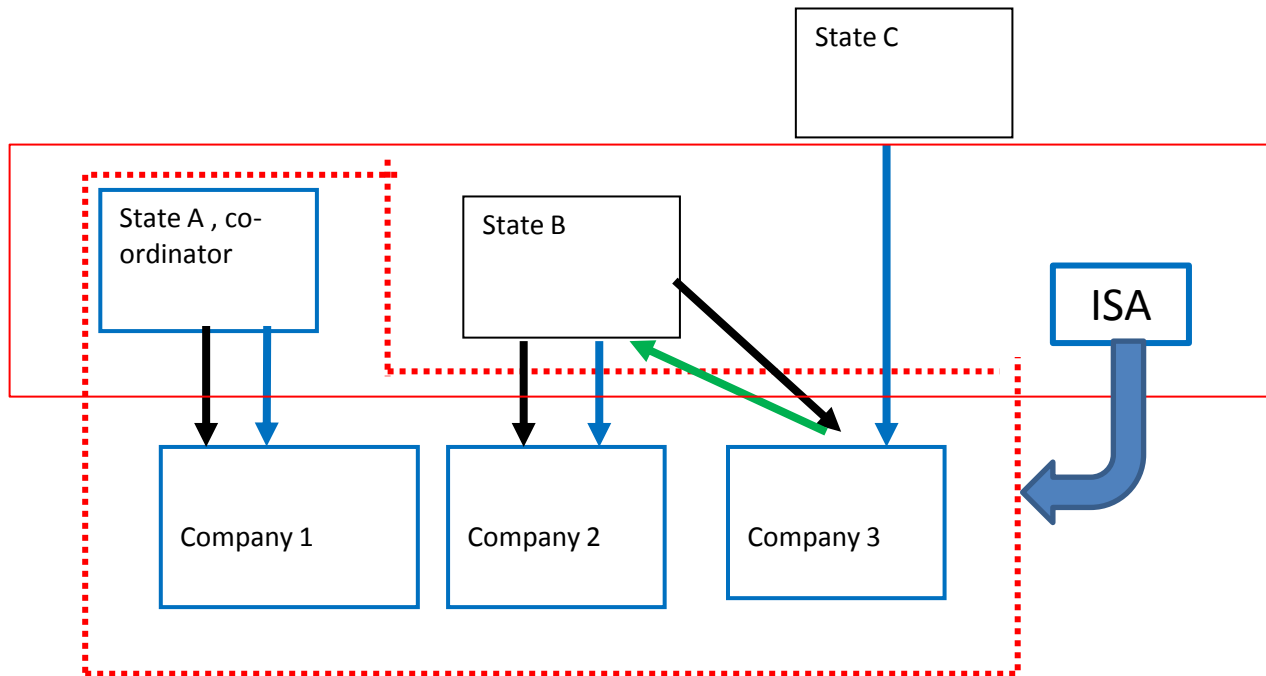 State C
State A , co-
ordinator
State B
ISA
Company 1
Company 2
Company 3